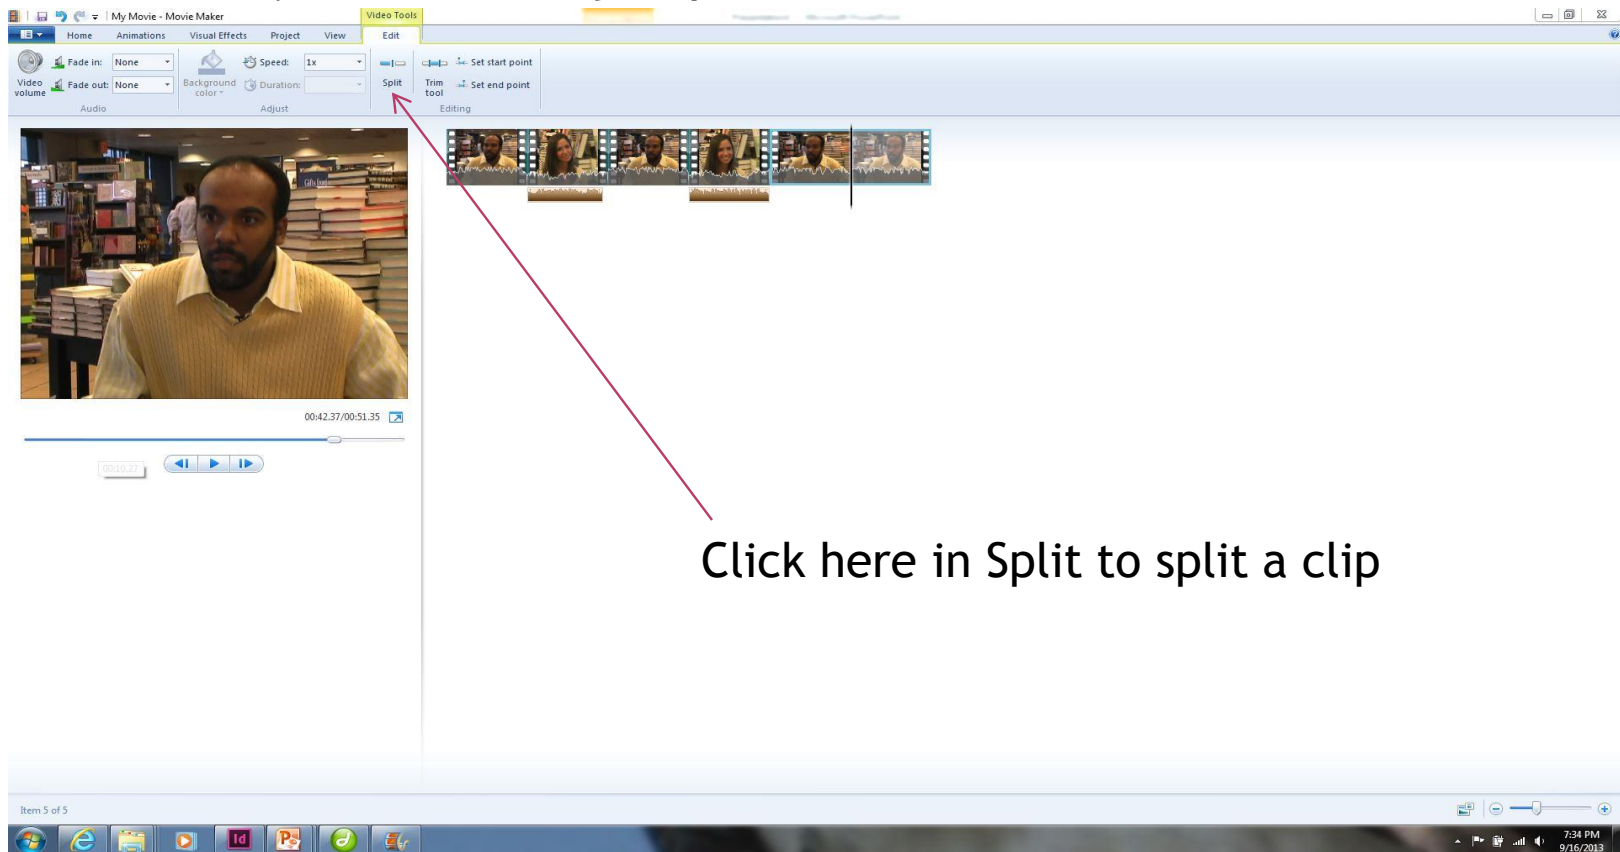 My Movie - Movie Maker
Video Tools
Home Animations Visual Effects Project View Edit
Fade in: None
Speed: 1x
Set start point
Video volume
Fade out: None
Background color
Duration:
Split
Trim tool
Set end point
Audio
Adjust
Editing
00:42.37/00:51.35
Click here in Split to split a clip
Item 5 of 5
Id
7:34 PM
9/16/2013